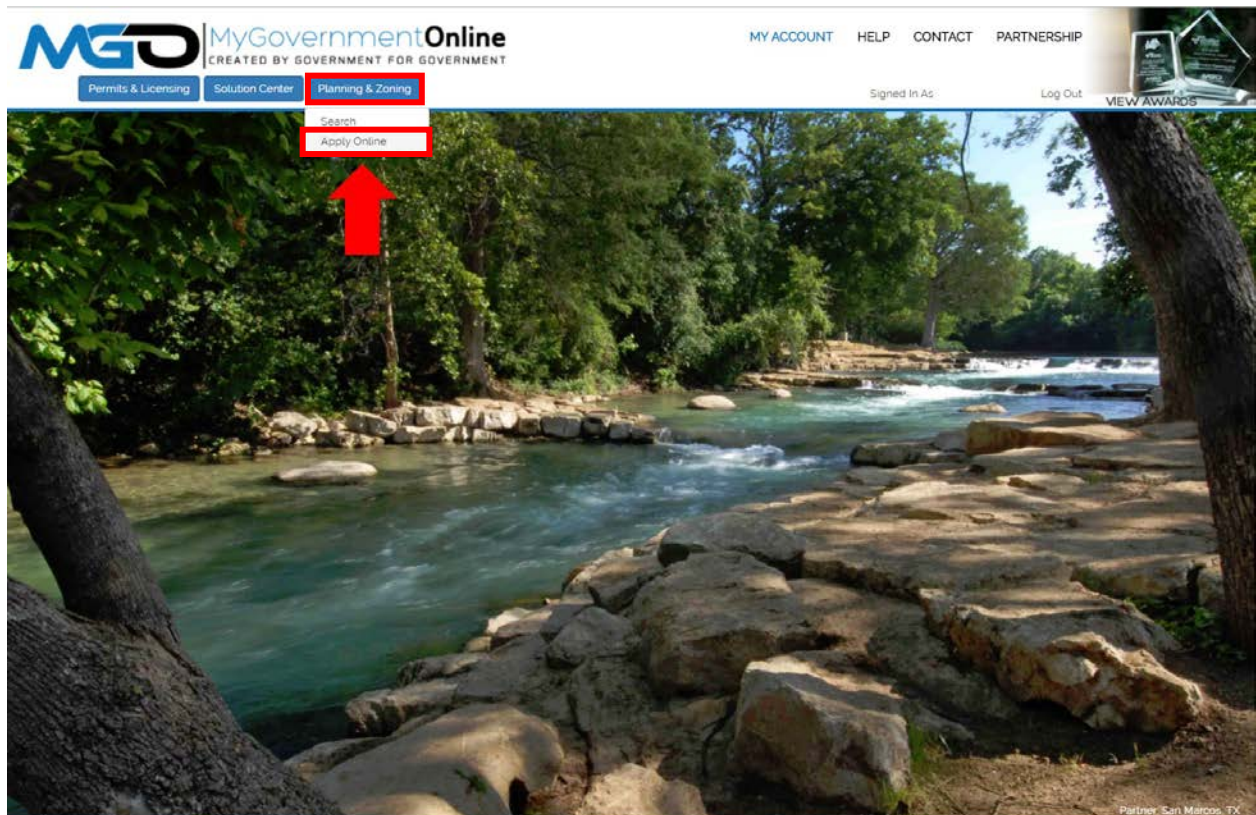 MGO
MyGovernmentOnline
CREATED BY GOVERNMENT FOR GOVERNMENT
MY ACCOUNT HELP CONTACT PARTNERSHIP
Permits & Licensing Solution Center Planning & Zoning
Signed In As Log Out
VIEW AWARDS
Search
Apply Online
Partner, San Marcos, TX